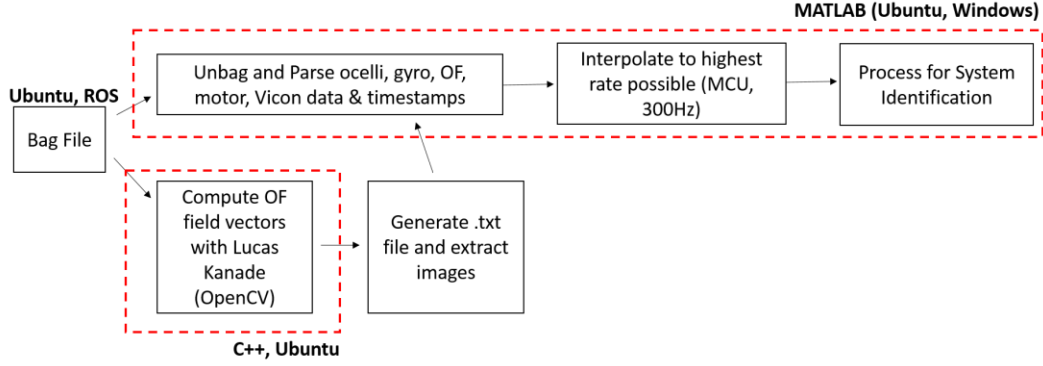 MATLAB (Ubuntu, Windows)
Ubuntu, ROS
Bag File
Unbag and Parse ocelli, gyro, OF,
motor, Vicon data & timestamps
Interpolate to highest
rate possible (MCU,
300Hz)
Process for System
Identification
Compute OF
field vectors
with Lucas
Kanade
(OpenCV)
Generate .txt
file and extract
images
C++, Ubuntu